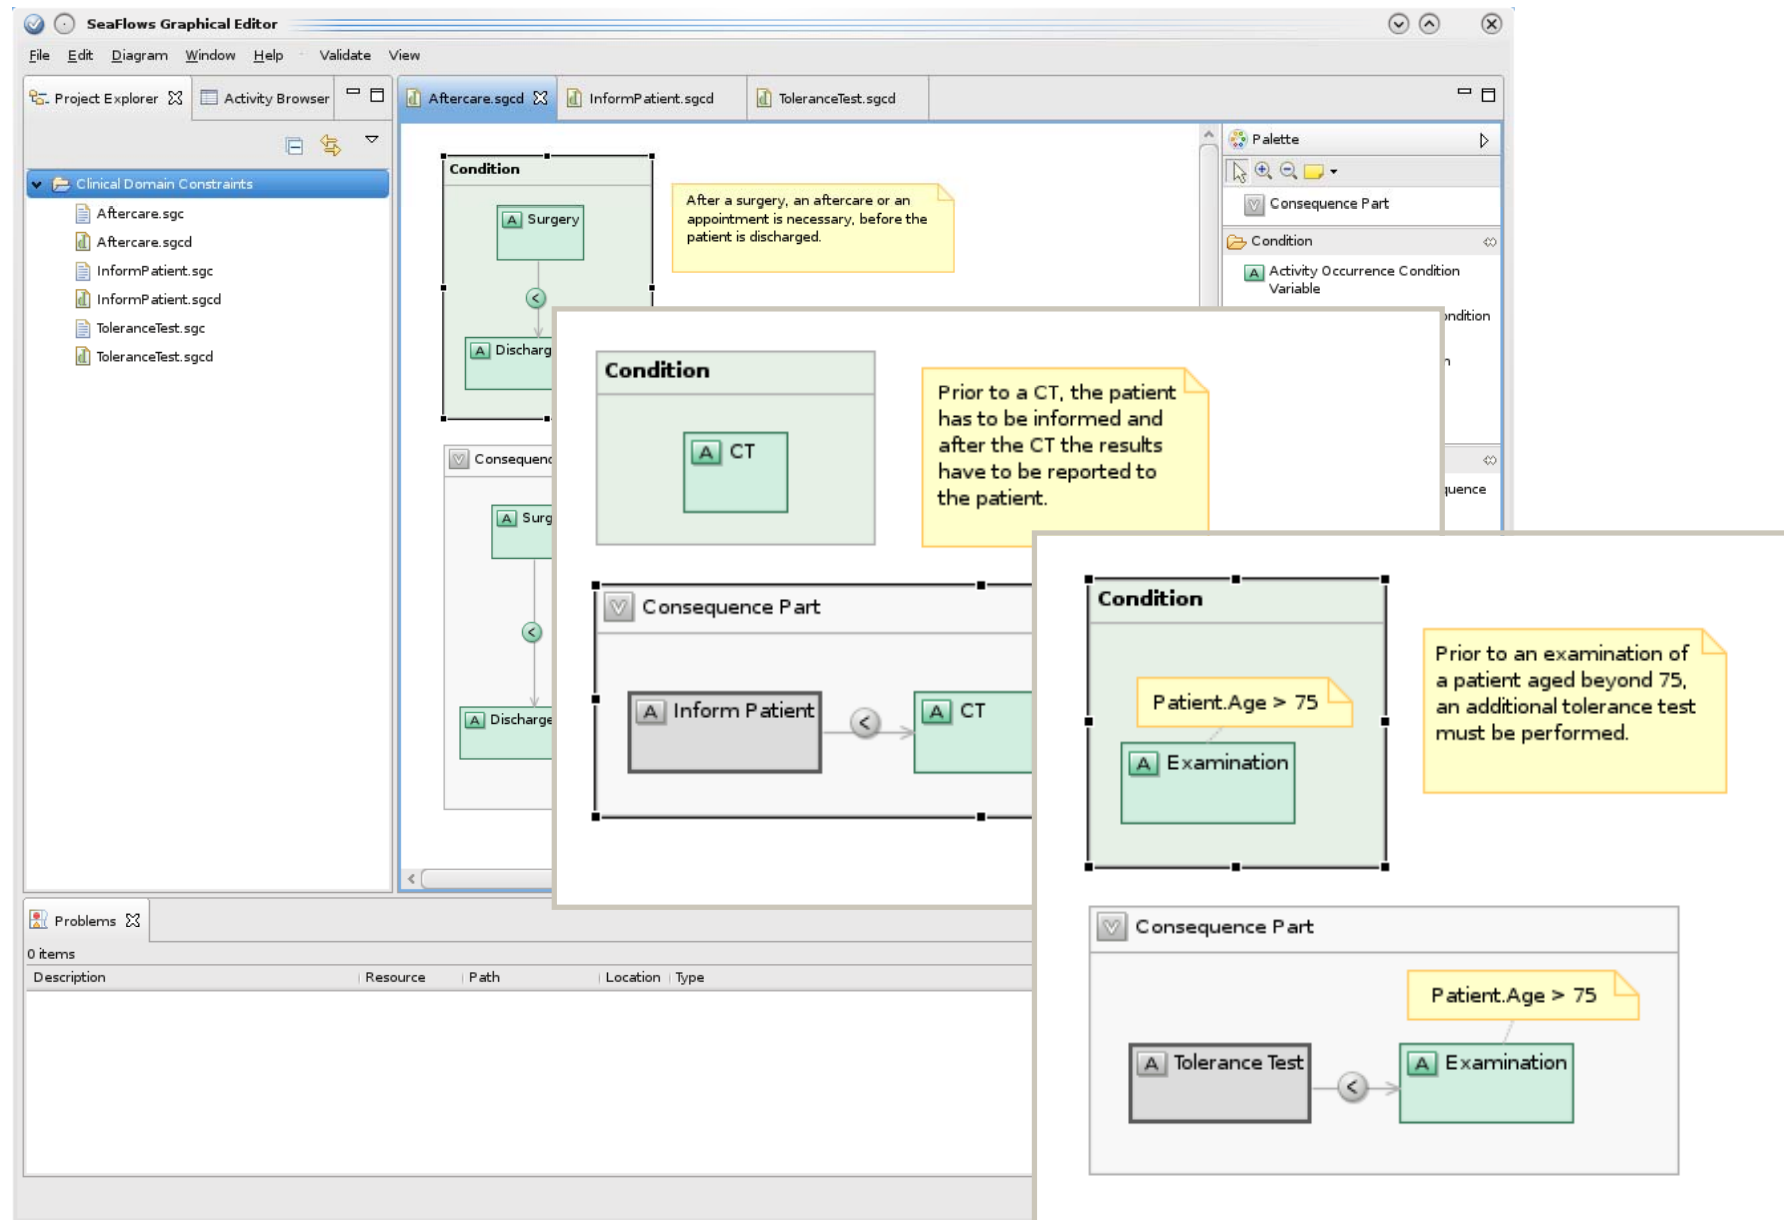 SeaFlows Graphical Editor
File Edit Diagram Window Help Validate View
Project Explorer
Activity Browser
Aftercare.sgcd
InformPatient.sgcd
ToleranceTest.sgcd
Clinical Domain Constraints
Aftercare.sgc
Aftercare.sgcd
InformPatient.sgc
InformPatient.sgcd
ToleranceTest.sgc
ToleranceTest.sgcd
Condition
A Surgery
<
A Discharg
After a surgery, an aftercare or an
appointment is necessary, before the
patient is discharged.
Consequenc
A Surg
<
A Discharge
Palette
Consequence Part
Condition
A Activity Occurrence Condition
Variable
ondition
n
quence
Condition
A CT
Prior to a CT, the patient
has to be informed and
after the CT the results
have to be reported to
the patient.
Consequence Part
A Inform Patient
<
A CT
Condition
Patient.Age > 75
A Examination
Prior to an examination of
a patient aged beyond 75,
an additional tolerance test
must be performed.
Consequence Part
Patient.Age > 75
A Tolerance Test
<
A Examination
Problems
0 items
Description Resource Path Location Type